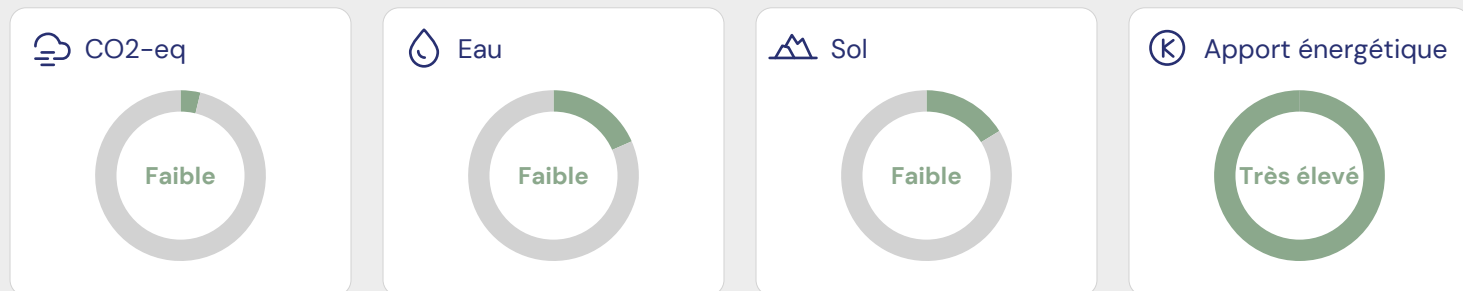 CO2-eq
Faible
Eau
Faible
Sol
Faible
Apport énergétique
Très élevé